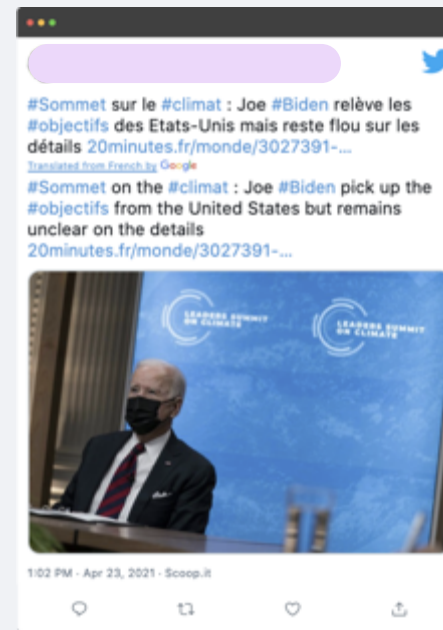 #Sommet sur le #climat : Joe #Biden relève les
#objectifs des Etats-Unis mais reste flou sur les
détails 20minutes.fr/monde/3027391-...
Translated from French by Google
#Sommet on the #climat : Joe #Biden pick up the
#objectifs from the United States but remains
unclear on the details
20minutes.fr/monde/3027391-...
LEADERS SUMMIT
ON CLIMATE
LEADERS SUMMIT
ON CLIMATE
1:02 PM - Apr 23, 2021 - Scoop.it